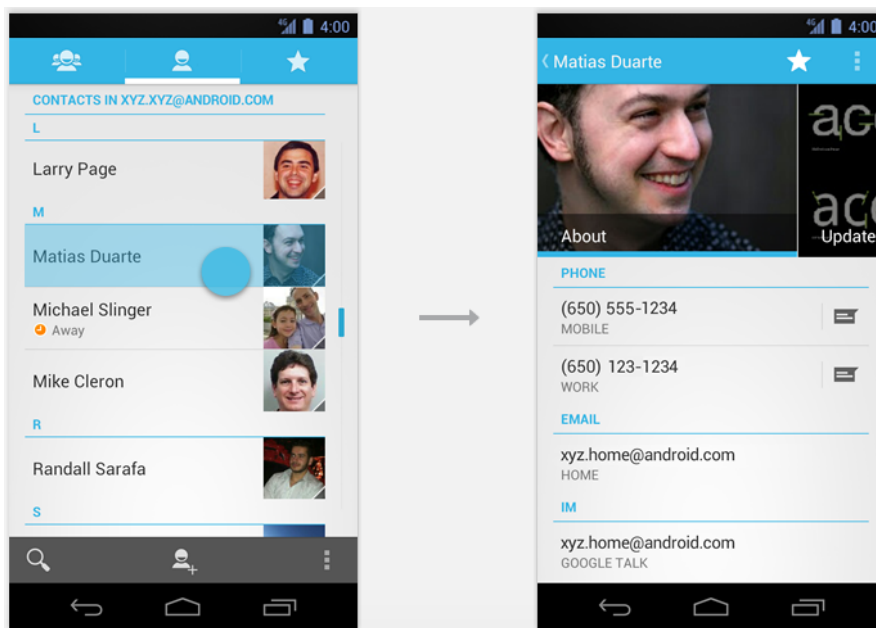 4G 4:00
CONTACTS IN XYZ.XYZ@ANDROID.COM
L
Larry Page
M
Matias Duarte
Michael Slinger
Away
Mike Cleron
R
Randall Sarafa
S
4G 4:00
Matias Duarte
About
Update
PHONE
(650) 555-1234
MOBILE
(650) 123-1234
WORK
EMAIL
xyz.home@android.com
HOME
IM
xyz.home@android.com
GOOGLE TALK